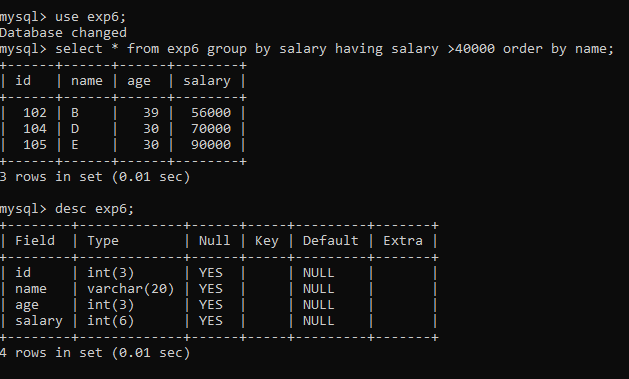 mysql> use exp6;
Database changed
mysql> select * from exp6 group by salary having salary >40000 order by name;
+------+------+------+--------+
| id   | name | age  | salary |
+------+------+------+--------+
|  102 | B    |   39 |  56000 |
|  104 | D    |   30 |  70000 |
|  105 | E    |   30 |  90000 |
+------+------+------+--------+
3 rows in set (0.01 sec)
mysql> desc exp6;
+--------+-------------+------+-----+---------+-------+
| Field  | Type        | Null | Key | Default | Extra |
+--------+-------------+------+-----+---------+-------+
| id     | int(3)      | YES  |     | NULL    |       |
| name   | varchar(20) | YES  |     | NULL    |       |
| age    | int(3)      | YES  |     | NULL    |       |
| salary | int(6)      | YES  |     | NULL    |       |
+--------+-------------+------+-----+---------+-------+
4 rows in set (0.01 sec)